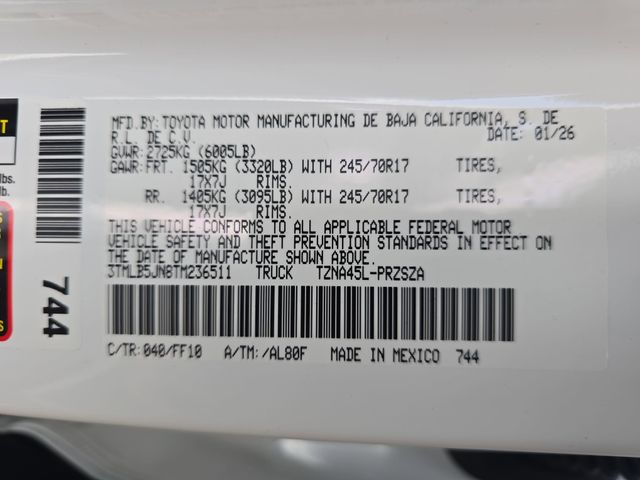 MFD.BY:TOYOTA MOTOR MANUFACTURING DE BAJA CALIFORNIA, S. DE
R.L. DE C.V. DATE: 01/26
GVWR:2725KG (6005LB)
GAWR:FRT. 1505KG (3320LB) WITH 245/70R17 TIRES,
17X7J RIMS.
RR. 1405KG (3095LB) WITH 245/70R17 TIRES,
17X7J RIMS.
THIS VEHICLE CONFORMS TO ALL APPLICABLE FEDERAL MOTOR
VEHICLE SAFETY AND THEFT PREVENTION STANDARDS IN EFFECT ON
THE DATE OF MANUFACTURE SHOWN ABOVE.
3TMLB5JN8TM236511 TRUCK TZNA45L-PRZSZA
C/TR:040/FF10 A/TM:/AL80F MADE IN MEXICO 744
744
lbs.
lb.